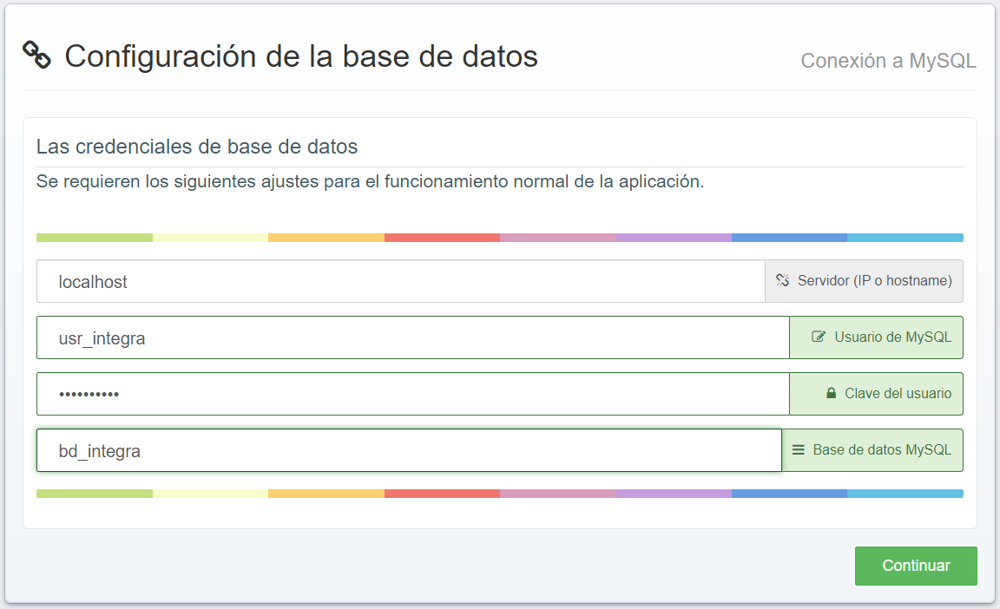 Configuración de la base de datos
Conexión a MySQL
Las credenciales de base de datos
Se requieren los siguientes ajustes para el funcionamiento normal de la aplicación.
localhost
Servidor (IP o hostname)
usr_integra
Usuario de MySQL
••••••••••
Clave del usuario
bd_integra
Base de datos MySQL
Continuar